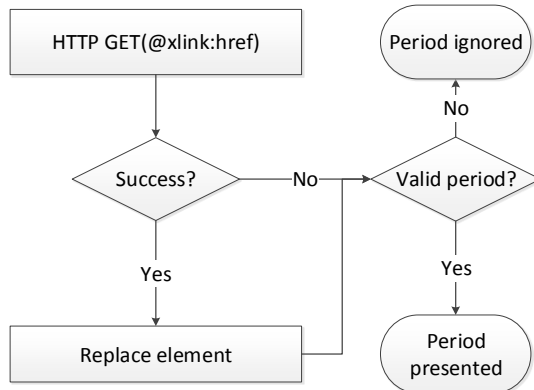 HTTP GET(@xlink:href)
Period ignored
No
Success?
No
Valid period?
Yes
Yes
Replace element
Period
presented